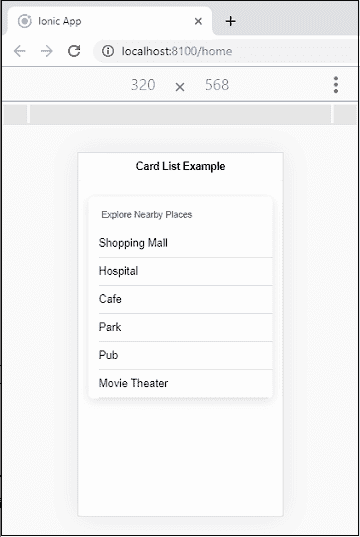 Ionic App
localhost:8100/home
320 × 568
Card List Example
Explore Nearby Places
Shopping Mall
Hospital
Cafe
Park
Pub
Movie Theater